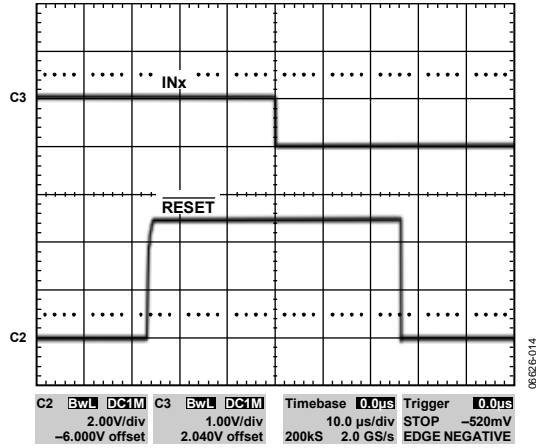 C3
INx
RESET
C2
06626-014
C2 BwL DC1M
2.00V/div
–6.000V offset
C3 BwL DC1M
1.00V/div
2.040V offset
Timebase 0.0µs
10.0 µs/div
200kS 2.0 GS/s
Trigger 0.0µs
STOP –520mV
EDGE NEGATIVE